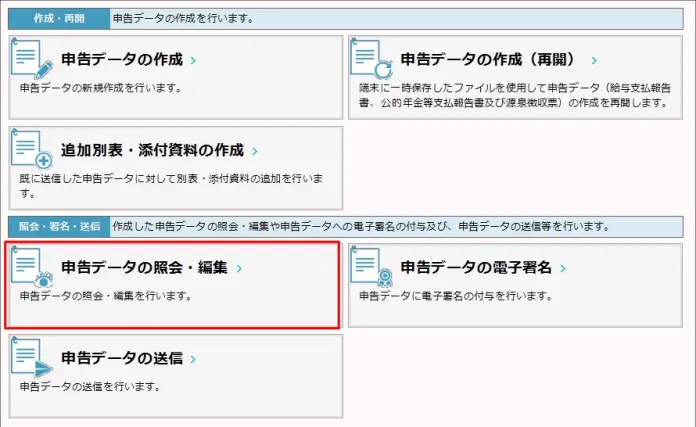 作成・再開 申告データの作成を行います。
申告データの作成 >
申告データの新規作成を行います。
申告データの作成（再開） >
端末に一時保存したファイルを使用して申告データ（給与支払報告
書、公的年金等支払報告書及び源泉徴収票）の作成を再開します。
追加別表・添付資料の作成 >
既に送信した申告データに対して別表・添付資料の追加を行いま
す。
照会・署名・送信 作成した申告データの照会・編集や申告データへの電子署名の付与及び、申告データの送信等を行います。
申告データの照会・編集 >
申告データの照会・編集を行います。
申告データの電子署名 >
申告データに電子署名の付与を行います。
申告データの送信 >
申告データの送信を行います。